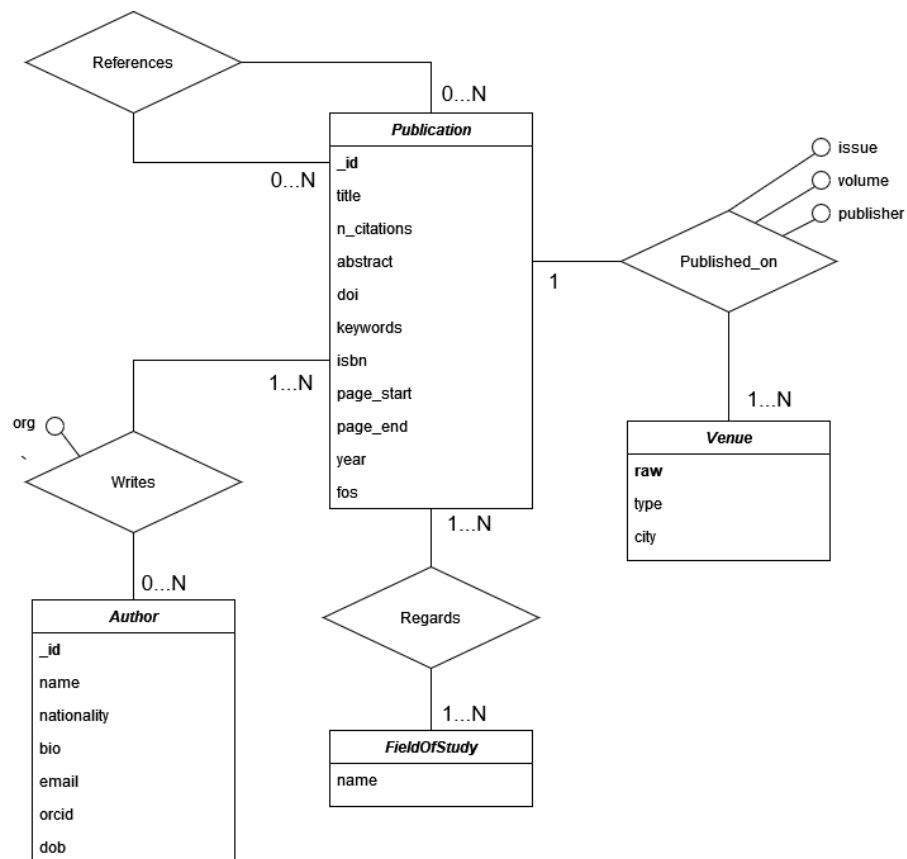 References
0...N
0...N
Publication
_id
title
n_citations
abstract
doi
keywords
isbn
page_start
page_end
year
fos
issue
volume
publisher
Published_on
1
1...N
Venue
raw
type
city
1...N
org
Writes
0...N
Author
_id
name
nationality
bio
email
orcid
dob
1...N
Regards
1...N
FieldOfStudy
name